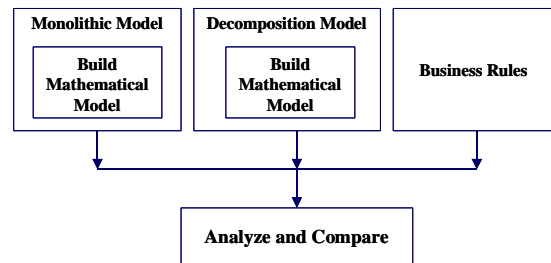 Monolithic Model
Build
Mathematical
Model
Decomposition Model
Build
Mathematical
Model
Business Rules
Analyze and Compare